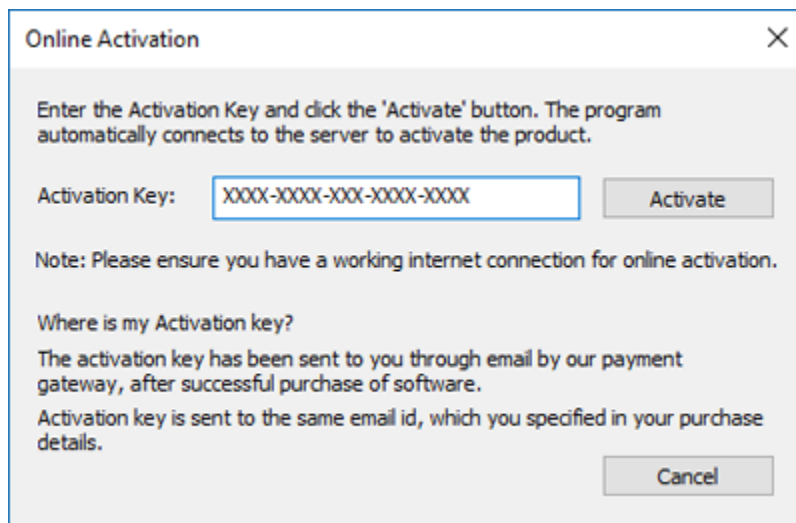 Online Activation
Enter the Activation Key and click the 'Activate' button. The program
automatically connects to the server to activate the product.
Activation Key: XXXX-XXXX-XXX-XXXX-XXXX Activate
Note: Please ensure you have a working internet connection for online activation.
Where is my Activation key?
The activation key has been sent to you through email by our payment
gateway, after successful purchase of software.
Activation key is sent to the same email id, which you specified in your purchase
details.
Cancel